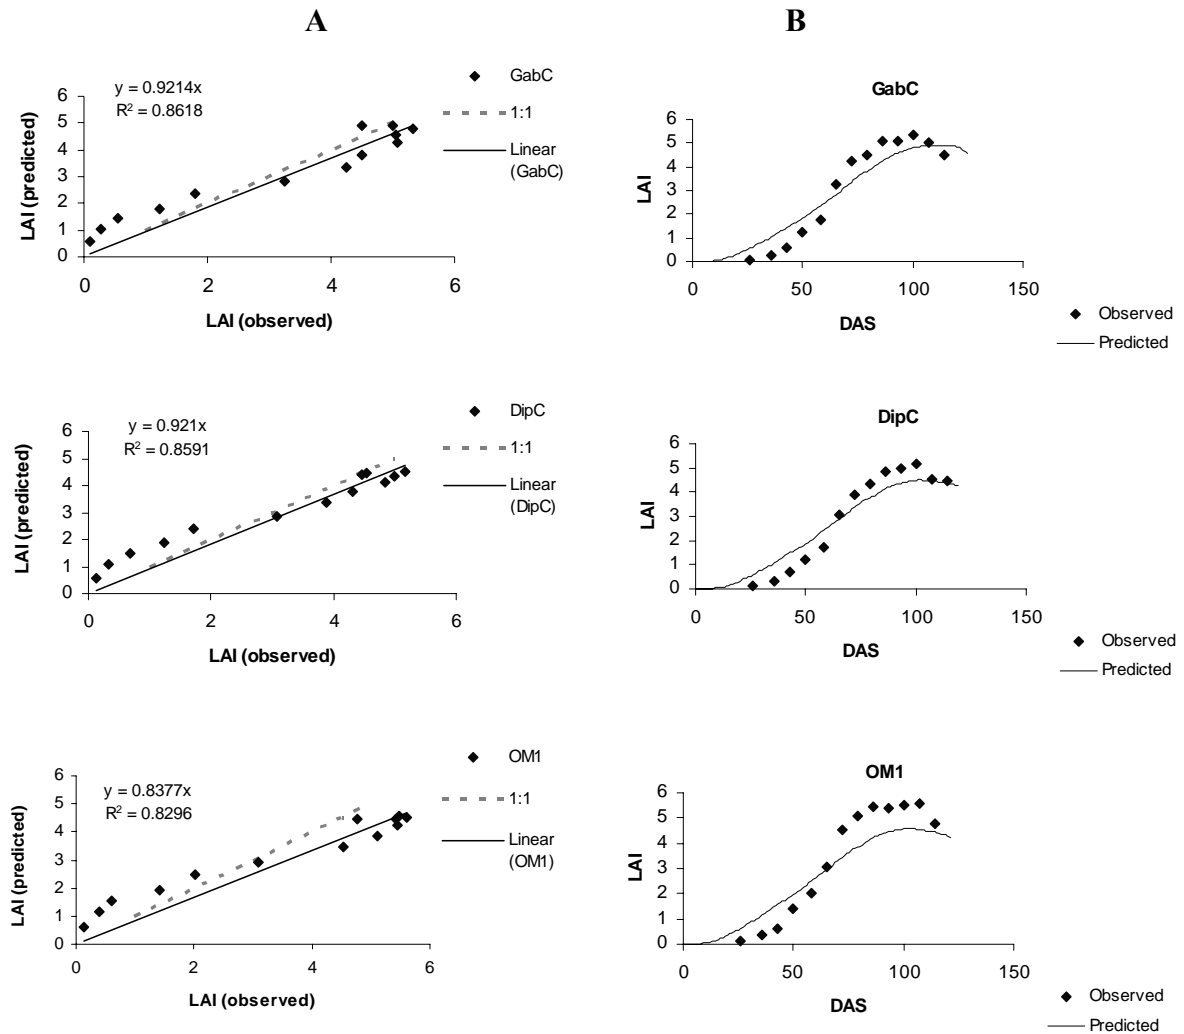 A
B
y = 0.9214x
R² = 0.8618
6
5
4
3
2
1
0
LAI (predicted)
0 2 4 6
LAI (observed)
GabC
1:1
Linear
(GabC)
GabC
6
5
4
3
2
1
0
LAI
0 50 100 150
DAS
Observed
Predicted
y = 0.921x
R² = 0.8591
6
5
4
3
2
1
0
LAI (predicted)
0 2 4 6
LAI (observed)
DipC
1:1
Linear
(DipC)
DipC
6
5
4
3
2
1
0
LAI
0 50 100 150
DAS
Observed
Predicted
y = 0.8377x
R² = 0.8296
6
5
4
3
2
1
0
LAI (predicted)
0 2 4 6
LAI (observed)
OM1
1:1
Linear
(OM1)
OM1
6
5
4
3
2
1
0
LAI
0 50 100 150
DAS
Observed
Predicted